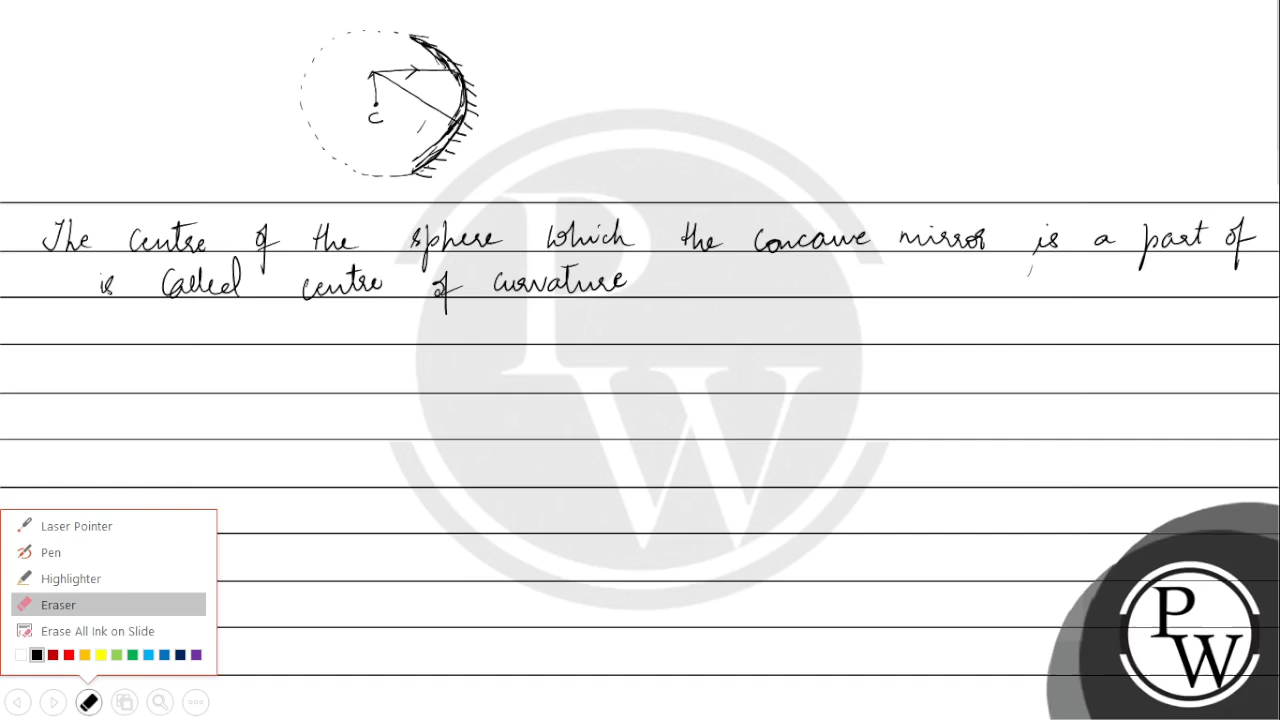 C
The centre of the sphere which the concave mirror is a part of
is called centre of curvature
P
W
Laser Pointer
Pen
Highlighter
Eraser
Erase All Ink on Slide
P
W